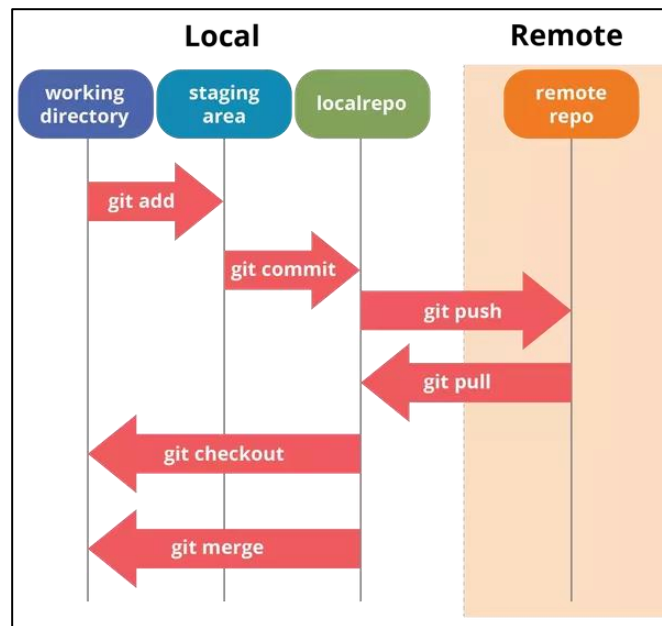 Local
Remote
working
directory
staging
area
localrepo
remote
repo
git add
git commit
git push
git pull
git checkout
git merge